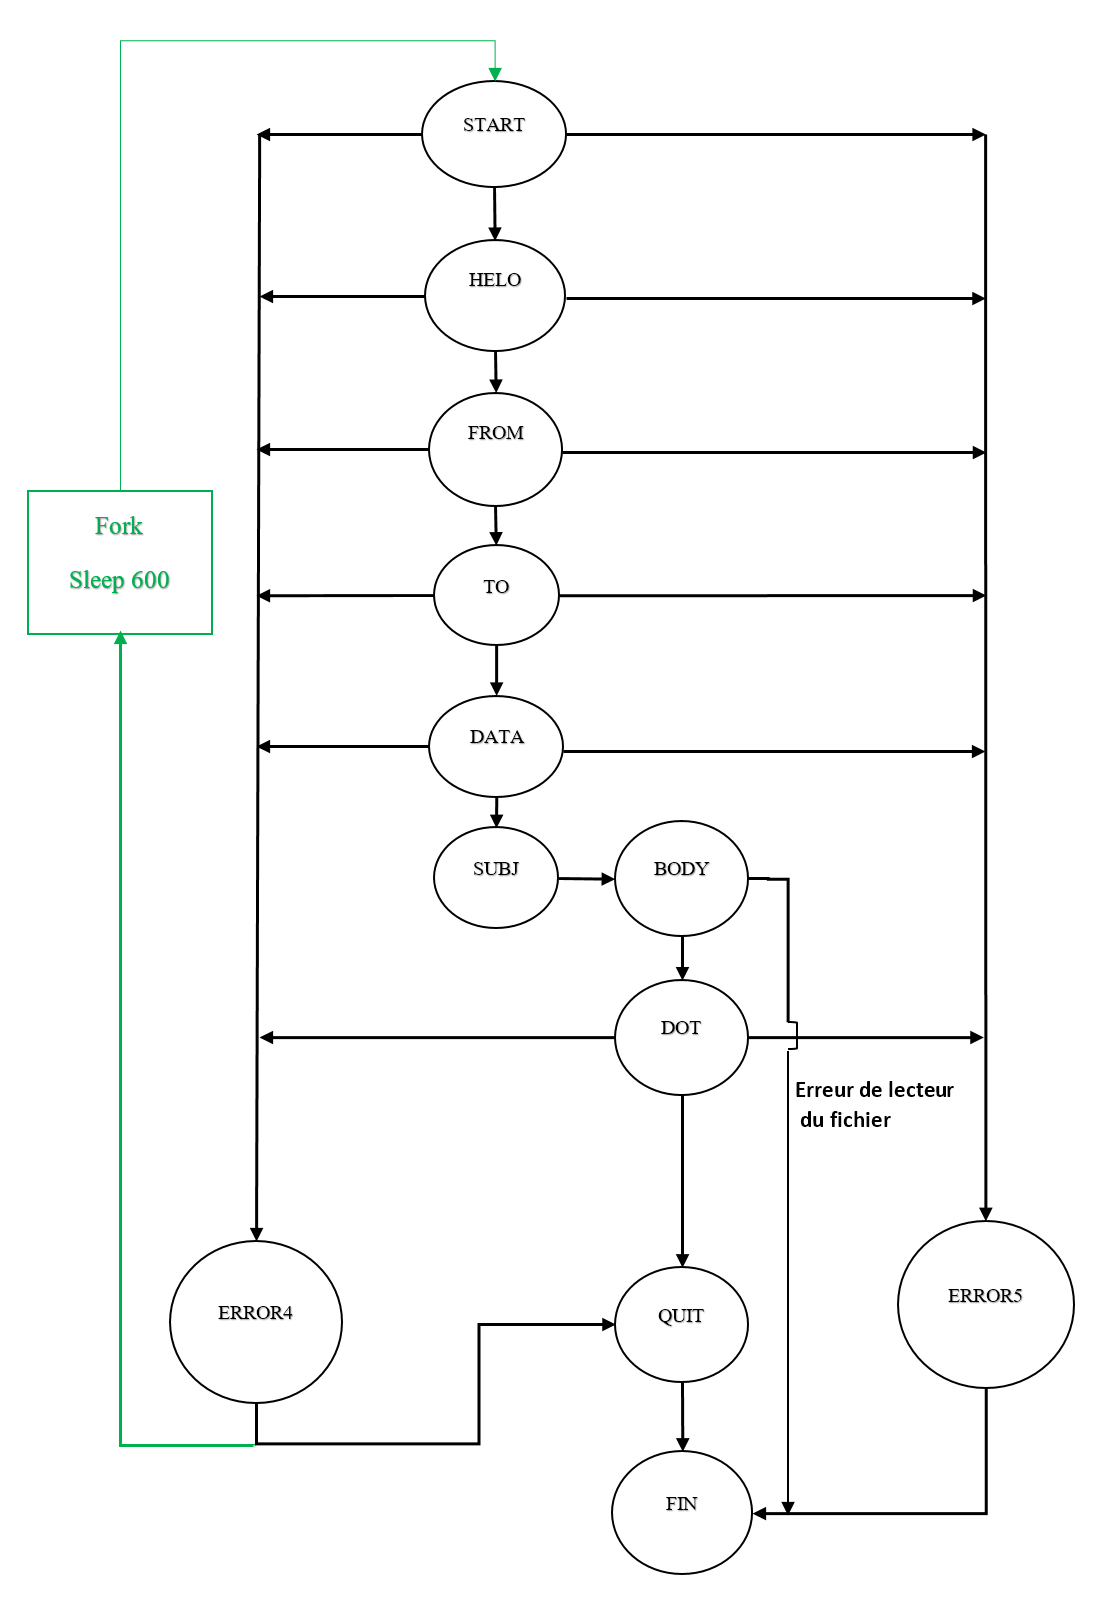 START
HELO
FROM
Fork
Sleep 600
TO
DATA
SUBJ
BODY
DOT
Erreur de lecteur
du fichier
ERROR4
QUIT
ERROR5
FIN